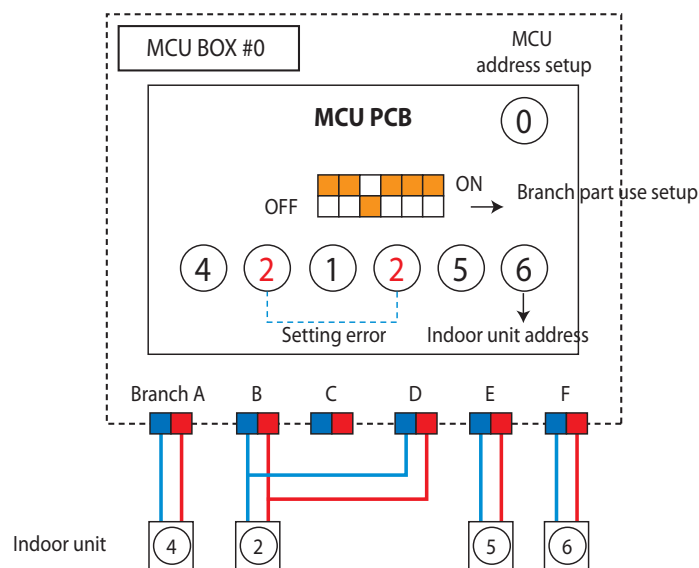 MCU BOX #0
MCU
address setup
MCU PCB
0
ON
OFF
Branch part use setup
4 2 1 2 5 6
Setting error
Indoor unit address
Branch A B C D E F
Indoor unit
4 2 5 6